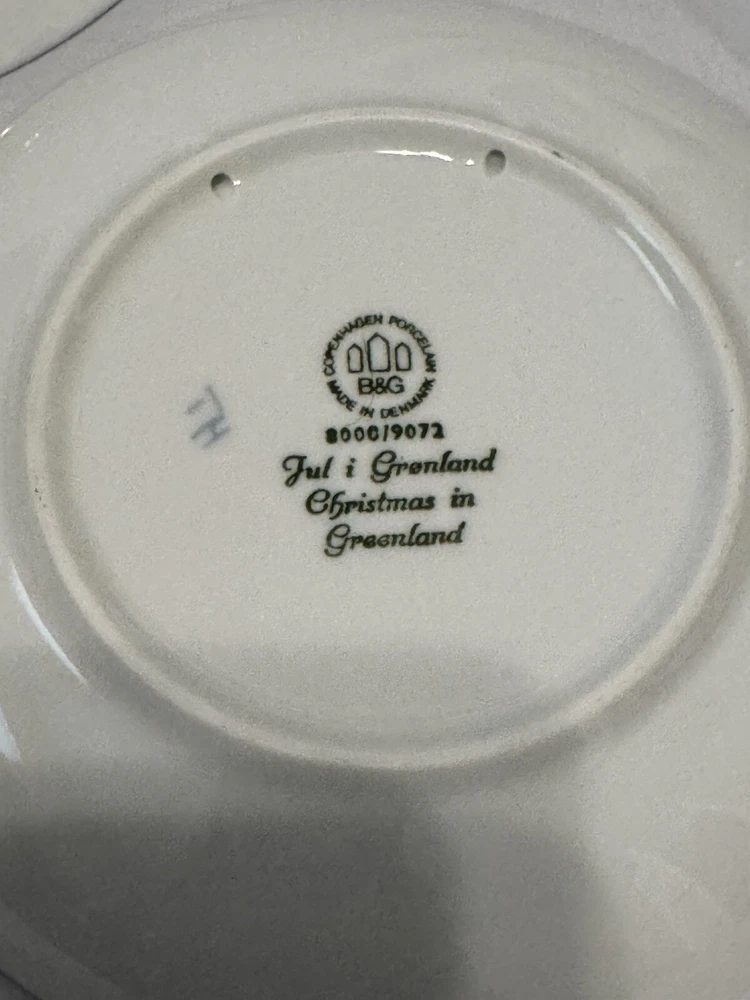 COPENHAGEN PORCELAIN
B&G
MADE IN DENMARK
8000/9072
Jul i Grønland
Christmas in
Greenland